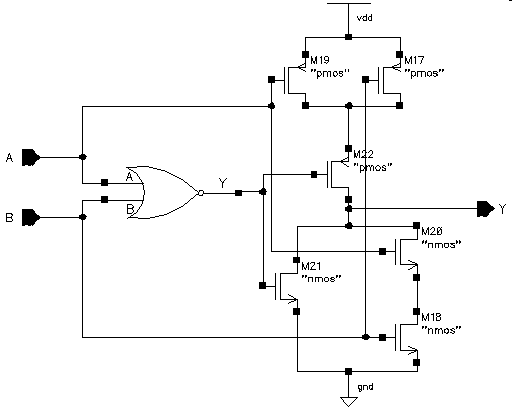 vdd
M19
"pmos"
M17
"pmos"
A
A
Y
M22
"pmos"
B
B
Y
M20
"nmos"
M21
"nmos"
M18
"nmos"
gnd